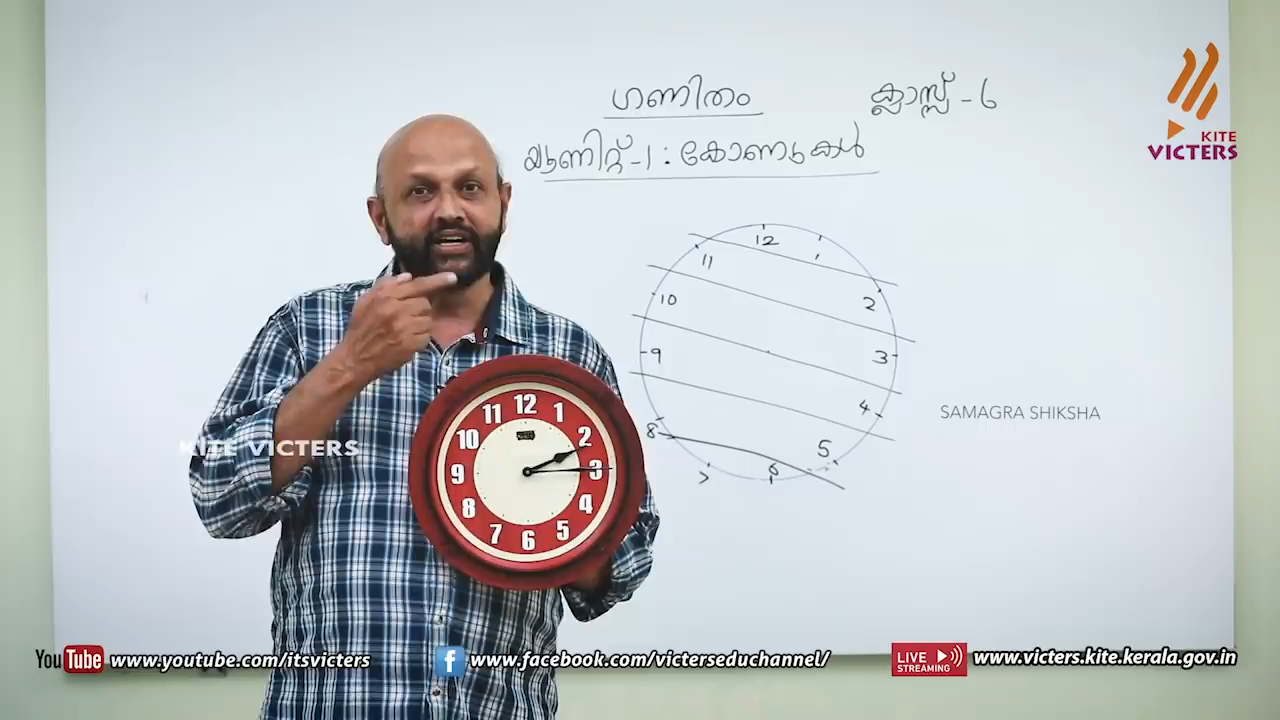 ഗണിതം ക്ലാസ്സ് - 6
യൂണിറ്റ് - 1 : കോണുകൾ
KITE
VICTERS
12
11 1
10 2
9 3
8 4
7 5
6
SAMAGRA SHIKSHA
12
11 1
10 2
9 3
8 4
7 5
6
KITE VICTERS
YouTube www.youtube.com/itsvicters
f www.facebook.com/victerseduchannel/
LIVE STREAMING www.victers.kite.kerala.gov.in